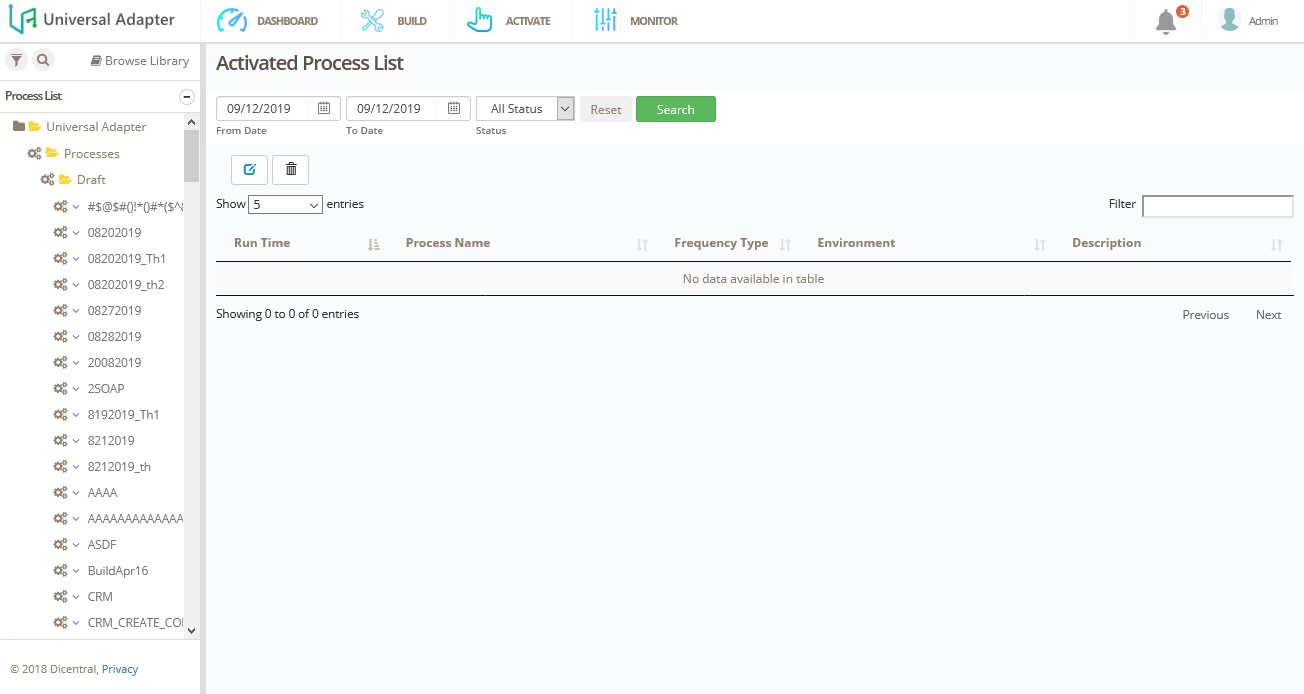 Universal Adapter
DASHBOARD
BUILD
ACTIVATE
MONITOR
3
Admin
Browse Library
Process List
Universal Adapter
Processes
Draft
#$@$#()!*()#*($^&
08202019
08202019_Th1
08202019_th2
08272019
08282019
20082019
2SOAP
8192019_Th1
8212019
8212019_th
AAAA
AAAAAAAAAAAAA
ASDF
BuildApr16
CRM
CRM_CREATE_CO
© 2018 Dicentral, Privacy
Activated Process List
09/12/2019 09/12/2019 All Status Reset Search
From Date To Date Status
Show 5 entries Filter
Run Time Process Name Frequency Type Environment Description
No data available in table
Showing 0 to 0 of 0 entries Previous Next